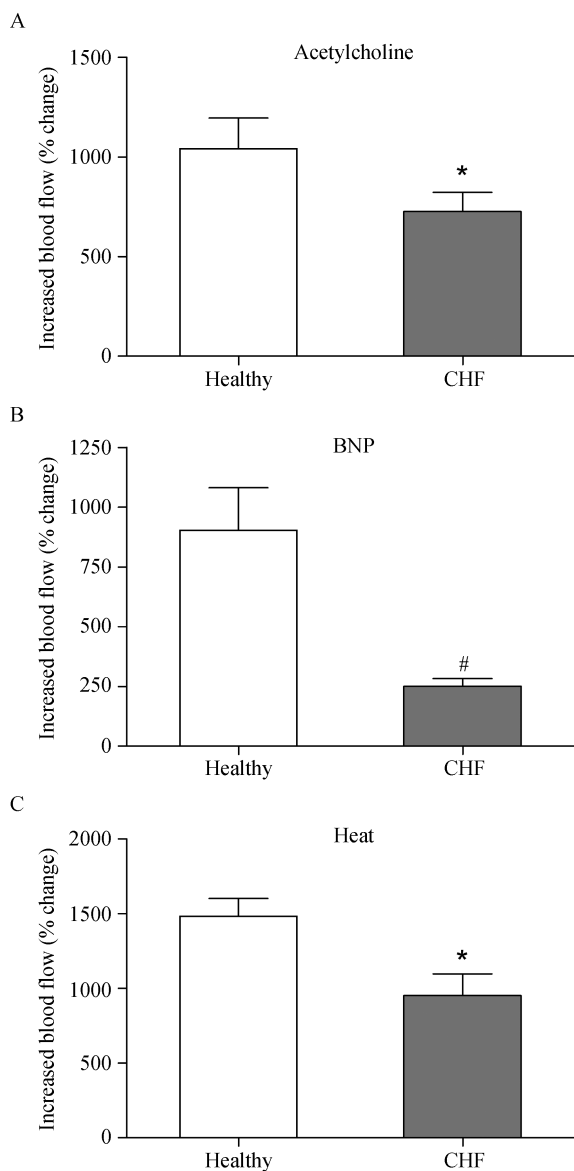 A
Acetylcholine
Increased blood flow (% change)
1500
1000
500
0
*
Healthy
CHF
B
BNP
Increased blood flow (% change)
1250
1000
750
500
250
0
#
Healthy
CHF
C
Heat
Increased blood flow (% change)
2000
1500
1000
500
0
*
Healthy
CHF